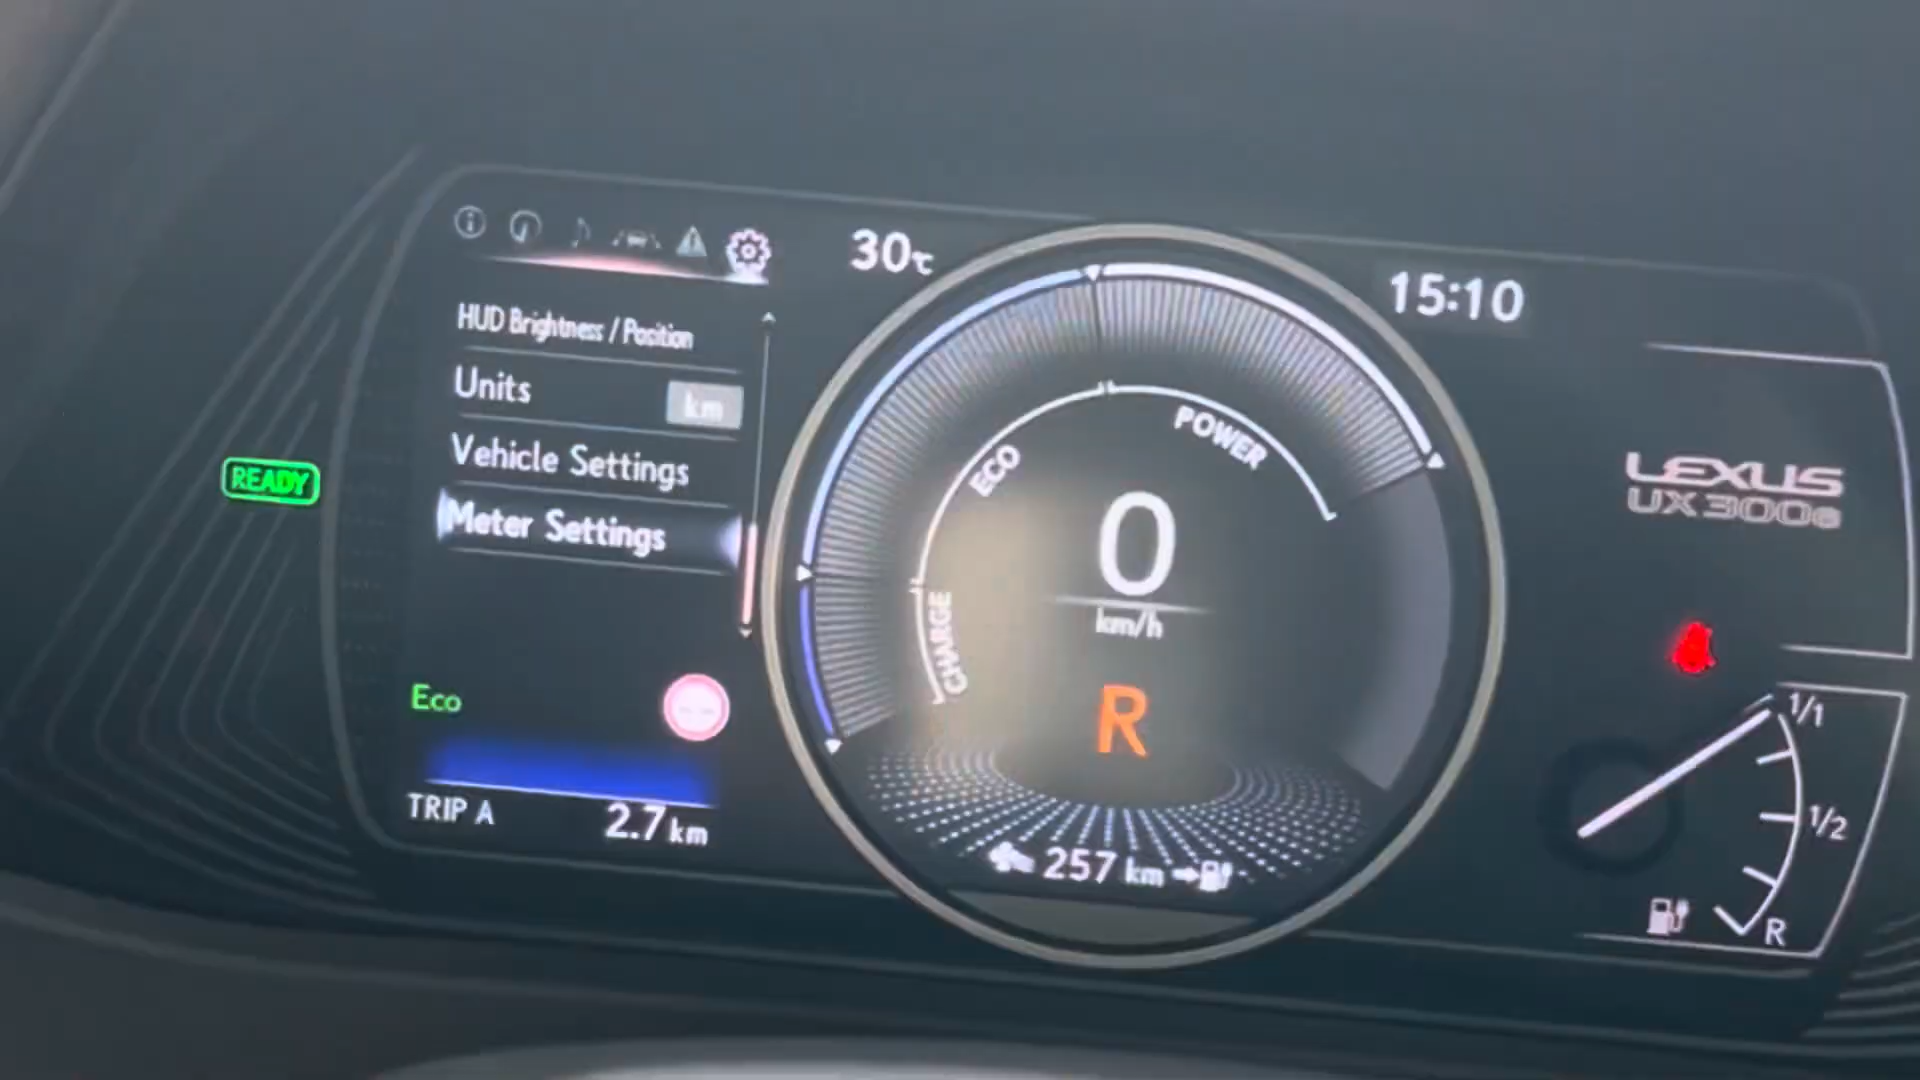 30℃
15:10
HUD Brightness / Position
Units km
Vehicle Settings
Meter Settings
READY
ECO
POWER
CHARGE
0
km/h
R
LEXUS
UX300e
Eco
TRIP A 2.7 km
257 km
1/1
1/2
R